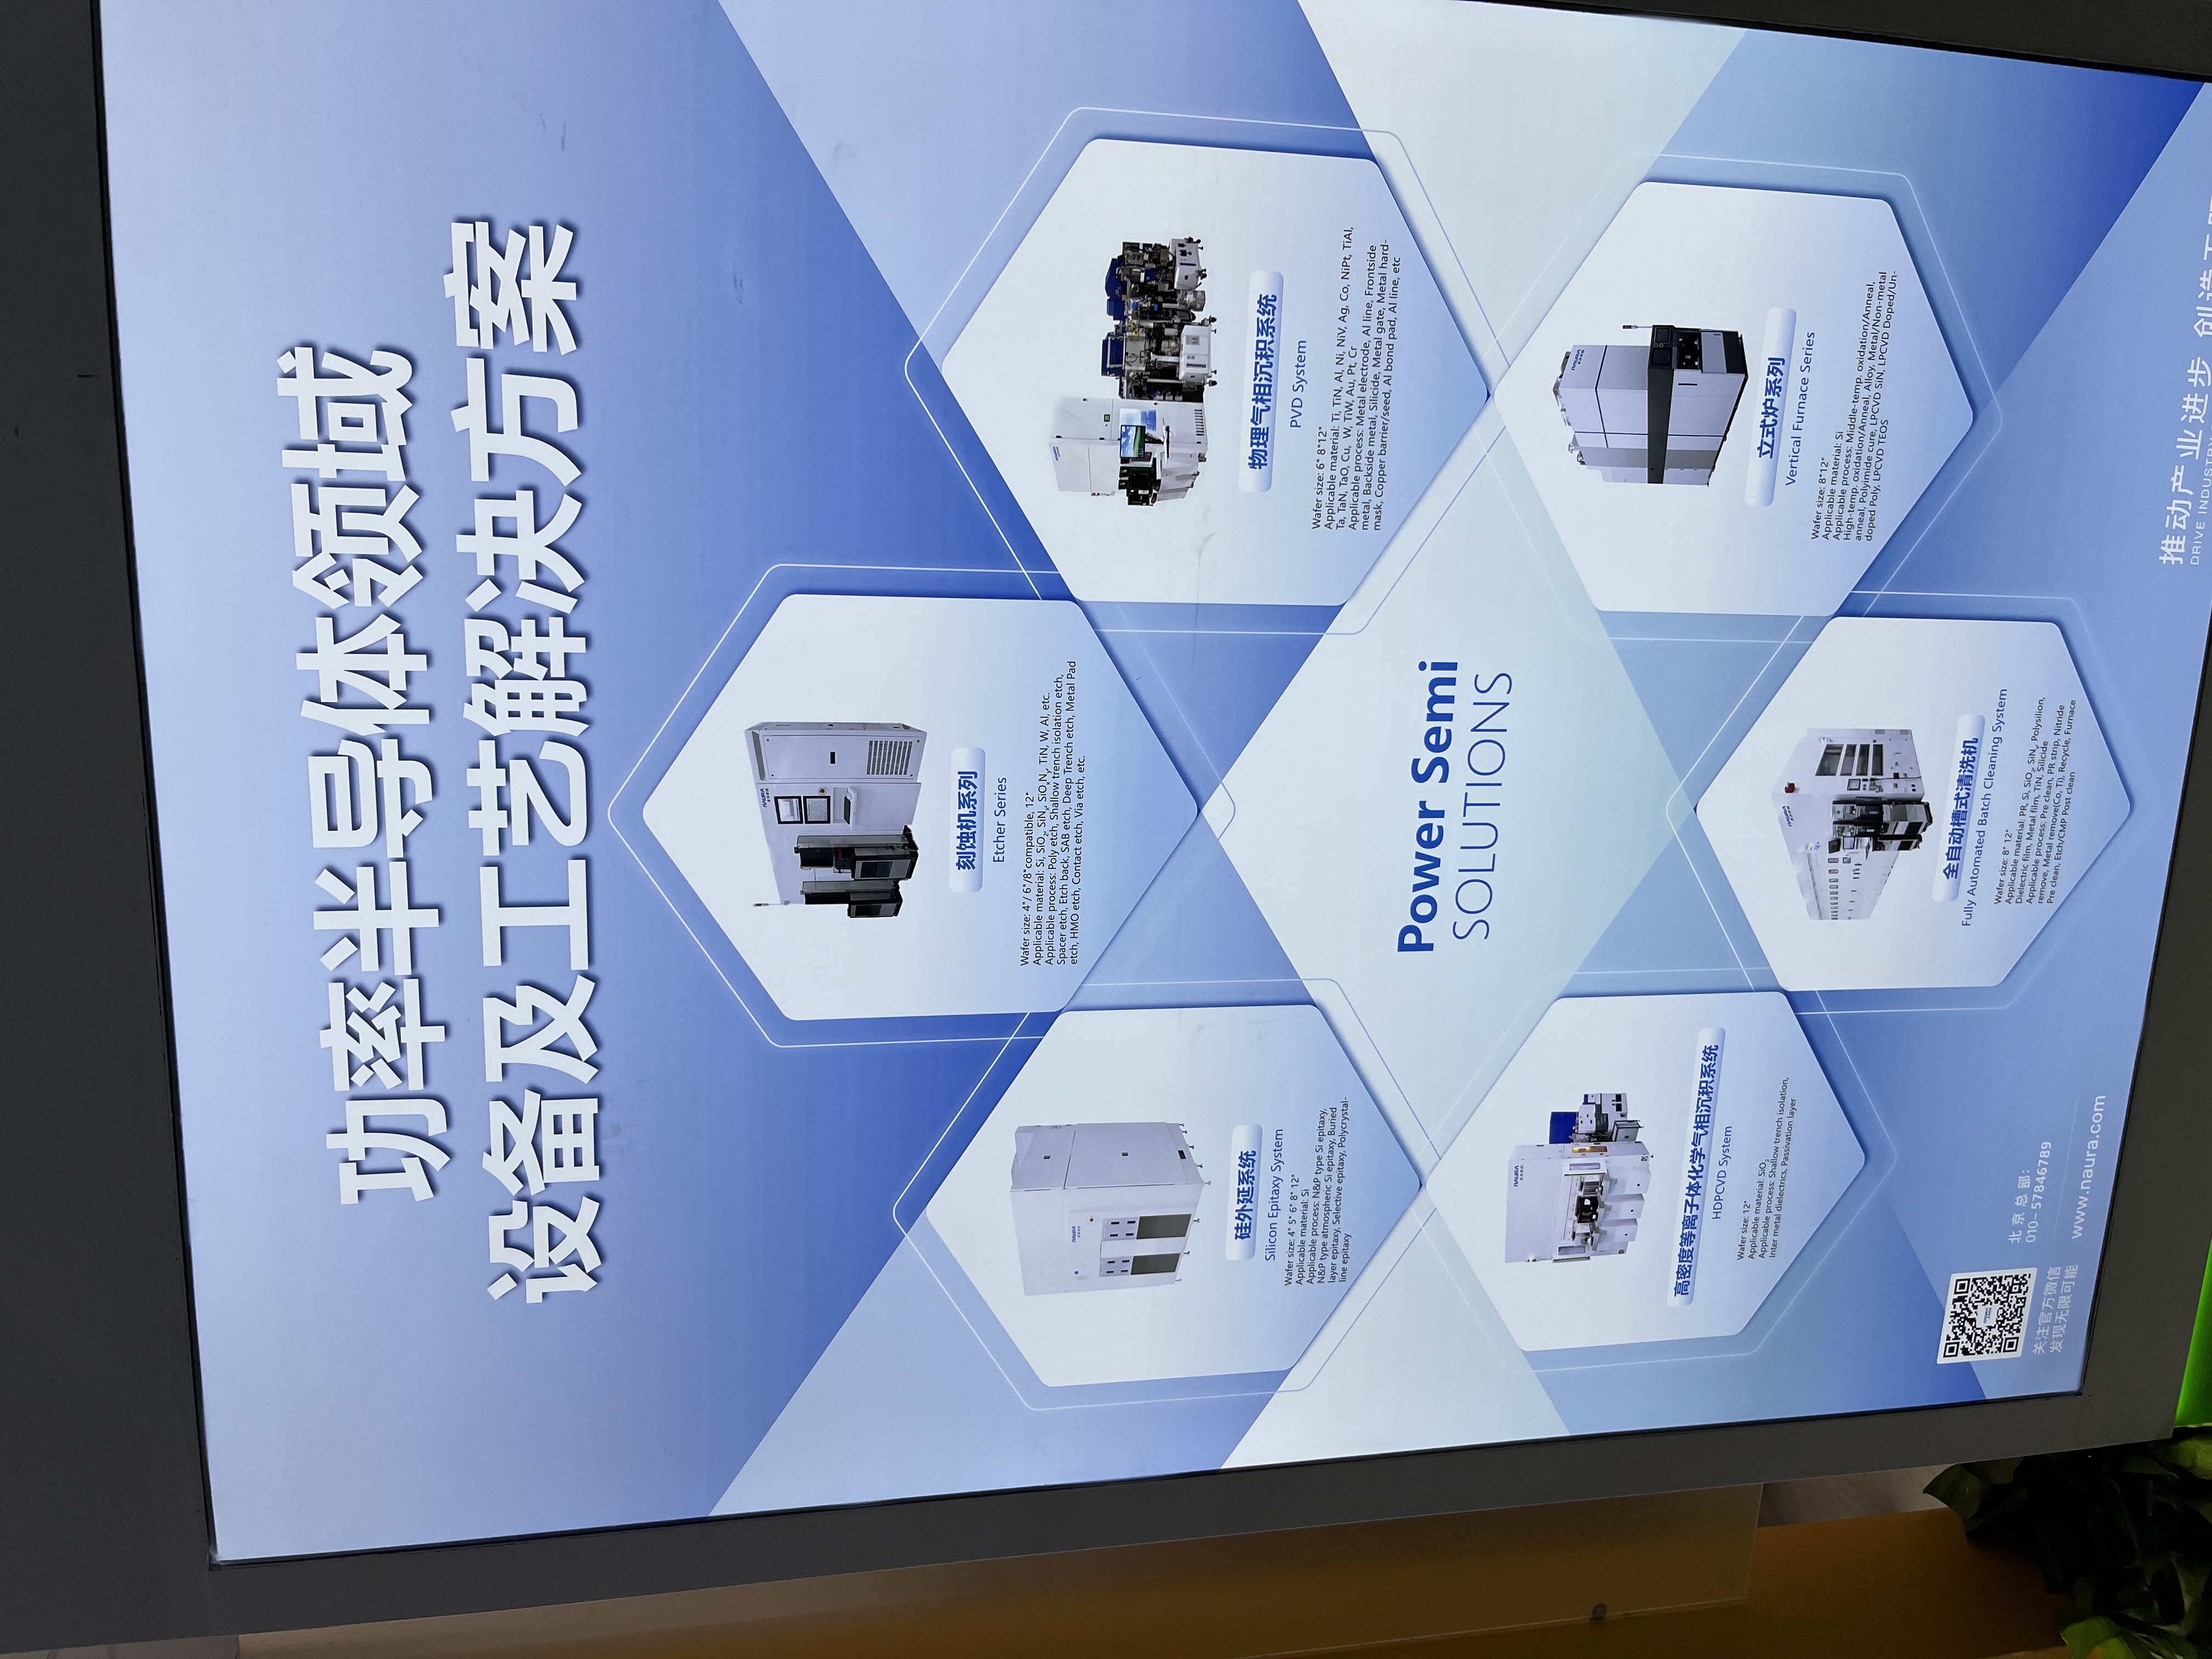 功率半导体领域
设备及工艺解决方案
NAURA
刻蚀机系列
Etcher Series
Wafer size: 4"/ 6"/8"compatible, 12"
Applicable material: Si, SiO₂, SiNₓ, SiOₓNᵧ, TiN, W, Al, etc.
Applicable process: Poly etch, Shallow trench isolation etch,
Spacer etch, Etch back, SAB etch, Deep Trench etch, Metal Pad
etch, HMO etch, Contact etch, Via etch, etc.
NAURA
硅外延系统
Silicon Epitaxy System
Wafer size: 4" 5" 6" 8" 12"
Applicable material: Si
Applicable process: N&P type Si epitaxy,
N&P type atmospheric Si epitaxy, Buried
layer epitaxy, Selective epitaxy, Polycrystal-
line epitaxy
物理气相沉积系统
PVD System
Wafer size: 6" 8"12"
Applicable material: Ti, TiN, Al, Ni, NiV, Ag, Co, NiPt, TiAl,
Ta, TaN, TaO, Cu, W, TiW, Au, Pt, Cr
Applicable process: Metal electrode, Al line, Frontside
metal, Backside metal, Silicide, Metal gate, Metal hard-
mask, Copper barrier/seed, Al bond pad, Al line, etc
Power Semi
SOLUTIONS
NAURA
高密度等离子体化学气相沉积系统
HDPCVD System
Wafer size: 12"
Applicable material: SiO₂
Applicable process: Shallow trench isolation,
Inter metal dielectrics, Passivation layer
NAURA
立式炉系列
Vertical Furnace Series
Wafer size: 8"12"
Applicable material: Si
Applicable process: Middle-temp. oxidation/Anneal,
High-temp. oxidation/Anneal, Alloy, Metal/Non-metal
anneal, Polyimide cure, LPCVD SiN, LPCVD Doped/Un-
doped Poly, LPCVD TEOS
NAURA
全自动槽式清洗机
Fully Automated Batch Cleaning System
Wafer size: 8" 12"
Applicable material: PR, Si, SiO₂, SiNₓ, Polysilion,
Dielectric film, Metal film, TiN, Silicide
Applicable process: Pre clean, PR strip, Nitride
remove, Metal remove(Co, Ti), Recycle, Furnace
Pre clean, Etch/CMP Post clean
关注官方微信
发现无限可能
北京总部：
010-57846789
www.naura.com
推动产业进步 创造无
DRIVE INDUSTRY